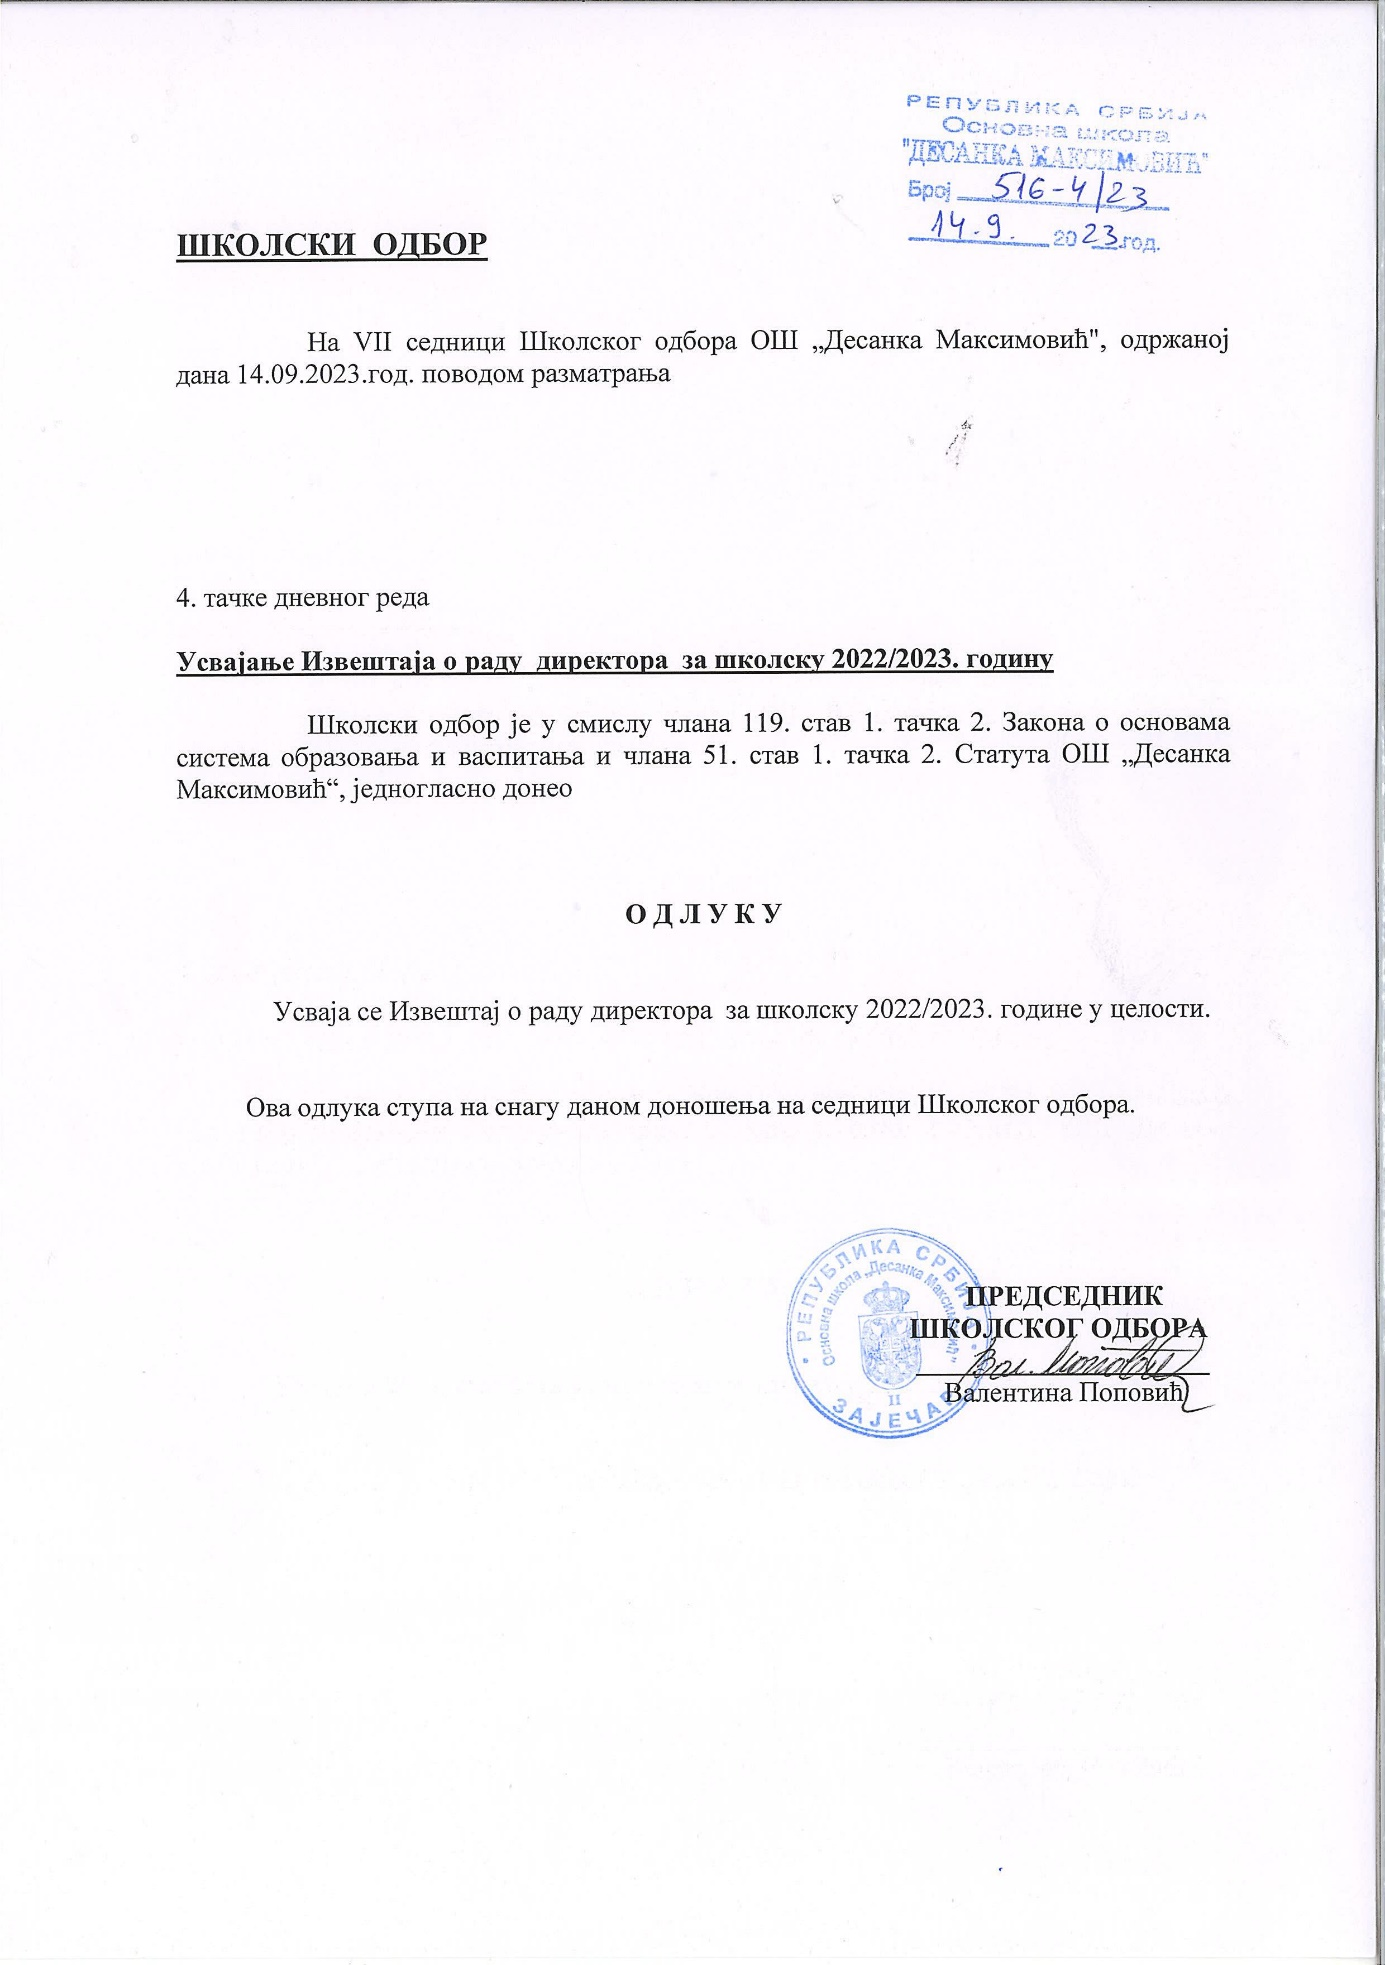 РЕПУБЛИКА СРБИЈА
Основна школа
"ДЕСАНКА МАКСИМОВИЋ"
Број 516-4/23
14.9. 2023.год.
ШКОЛСКИ ОДБОР
На VII седници Школског одбора ОШ „Десанка Максимовић", одржаној
дана 14.09.2023.год. поводом разматрања
4. тачке дневног реда
Усвајање Извештаја о раду директора за школску 2022/2023. годину
Школски одбор је у смислу члана 119. став 1. тачка 2. Закона о основама
система образовања и васпитања и члана 51. став 1. тачка 2. Статута ОШ „Десанка
Максимовић“, једногласно донео
О Д Л У К У
Усваја се Извештај о раду директора за школску 2022/2023. године у целости.
Ова одлука ступа на снагу даном доношења на седници Школског одбора.
РЕПУБЛИКА СРБИЈА
Основна школа „Десанка Максимовић"
II
ЗАЈЕЧАР
ПРЕДСЕДНИК
ШКОЛСКОГ ОДБОРА
Вал. Поповић
Валентина Поповић